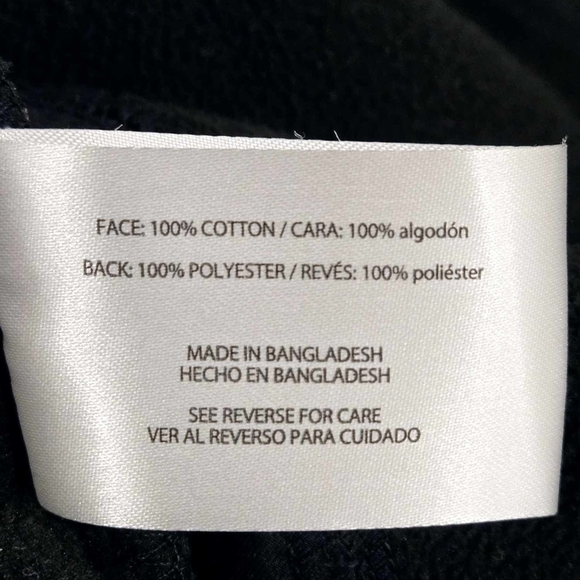 FACE: 100% COTTON / CARA: 100% algodón
BACK: 100% POLYESTER / REVÉS: 100% poliéster
MADE IN BANGLADESH
HECHO EN BANGLADESH
SEE REVERSE FOR CARE
VER AL REVERSO PARA CUIDADO